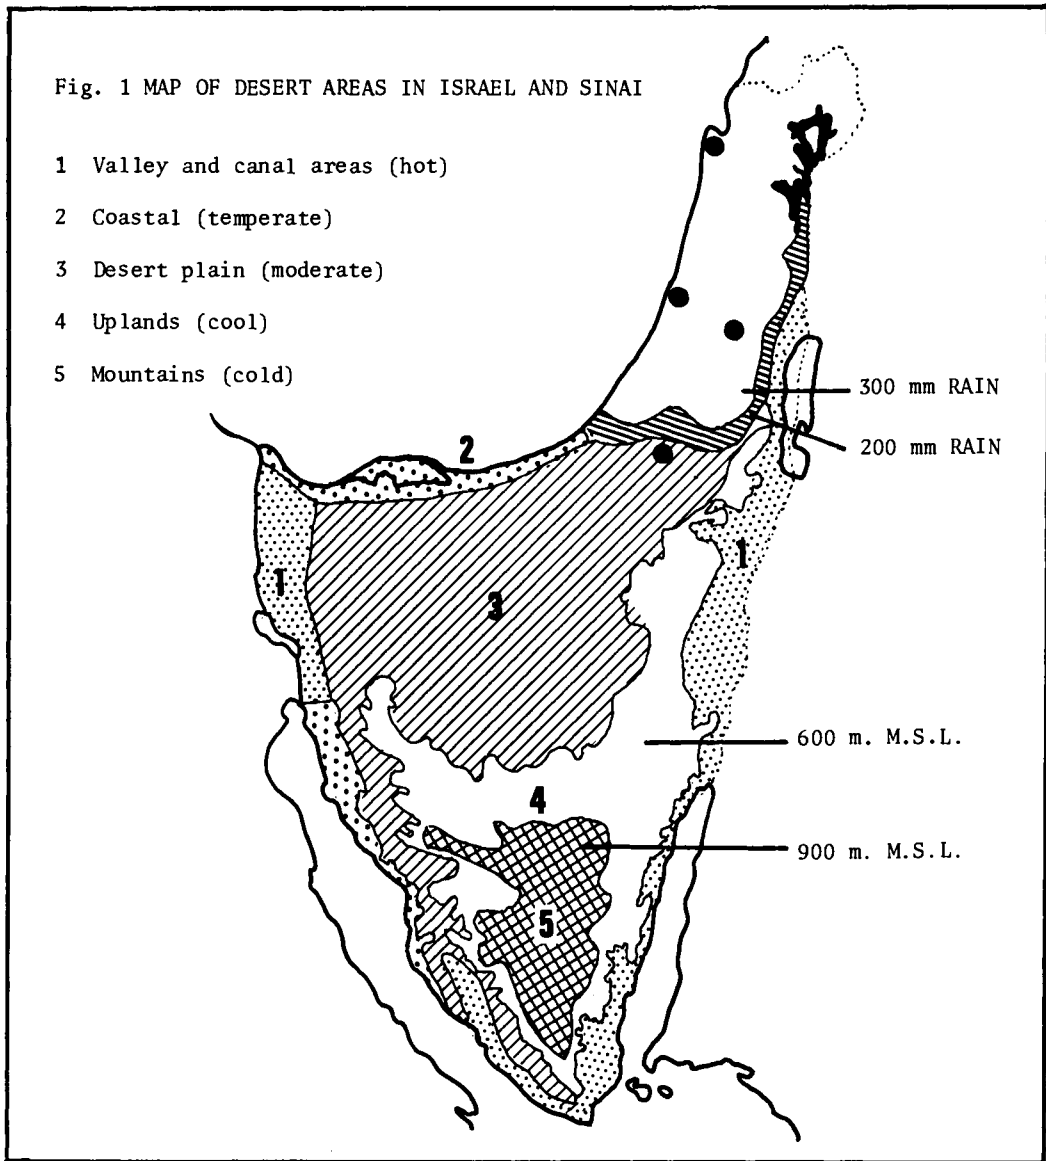 Fig. 1 MAP OF DESERT AREAS IN ISRAEL AND SINAI
1 Valley and canal areas (hot)
2 Coastal (temperate)
3 Desert plain (moderate)
4 Uplands (cool)
5 Mountains (cold)
300 mm RAIN
2
200 mm RAIN
1
1
3
600 m. M.S.L.
4
900 m. M.S.L.
5